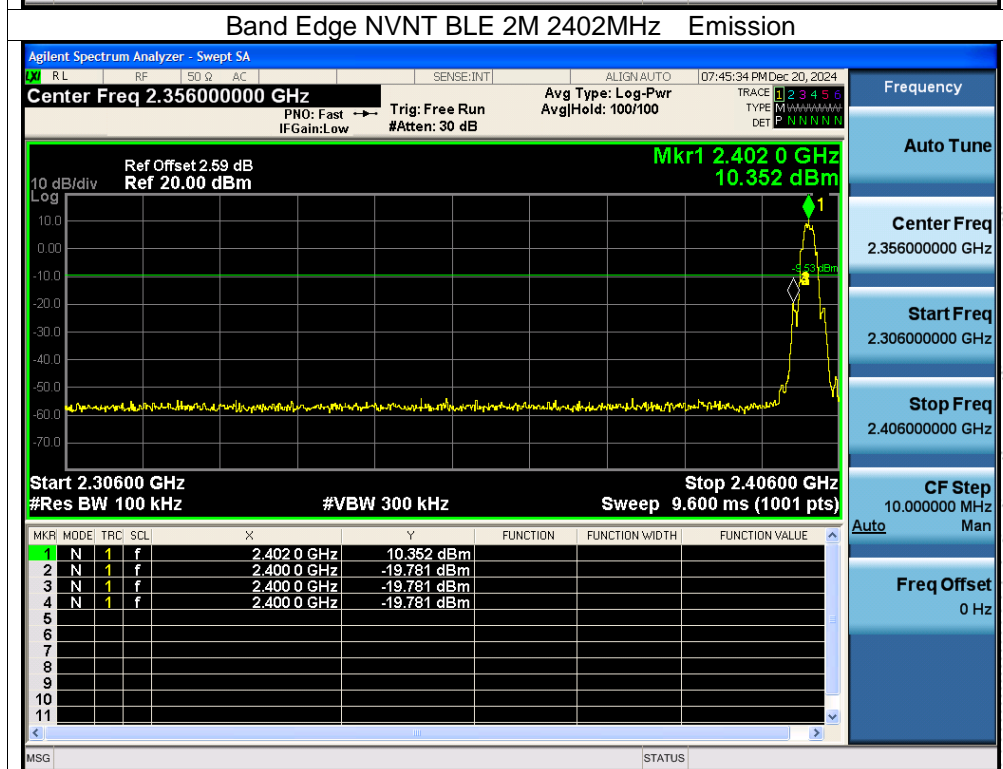 Band Edge NVNT BLE 2M 2402MHz Emission
Agilent Spectrum Analyzer - Swept SA
LXI RL RF 50 Ω AC SENSE:INT ALIGN AUTO 07:45:34 PM Dec 20, 2024
Center Freq 2.356000000 GHz
PNO: Fast
IFGain:Low
Trig: Free Run
#Atten: 30 dB
Avg Type: Log-Pwr
Avg|Hold: 100/100
TRACE 1 2 3 4 5 6
TYPE M WWWWW
DET P N N N N N
Ref Offset 2.59 dB
10 dB/div Ref 20.00 dBm
Log
Mkr1 2.402 0 GHz
10.352 dBm
1
10.0
0.00
-10.0
-9.53 dBm
-20.0
-30.0
-40.0
-50.0
-60.0
-70.0
Start 2.30600 GHz Stop 2.40600 GHz
#Res BW 100 kHz #VBW 300 kHz Sweep 9.600 ms (1001 pts)
MKR MODE TRC SCL X Y FUNCTION FUNCTION WIDTH FUNCTION VALUE
1 N 1 f 2.402 0 GHz 10.352 dBm
2 N 1 f 2.400 0 GHz -19.781 dBm
3 N 1 f 2.400 0 GHz -19.781 dBm
4 N 1 f 2.400 0 GHz -19.781 dBm
5
6
7
8
9
10
11
MSG STATUS
Frequency
Auto Tune
Center Freq
2.356000000 GHz
Start Freq
2.306000000 GHz
Stop Freq
2.406000000 GHz
CF Step
10.000000 MHz
Auto Man
Freq Offset
0 Hz